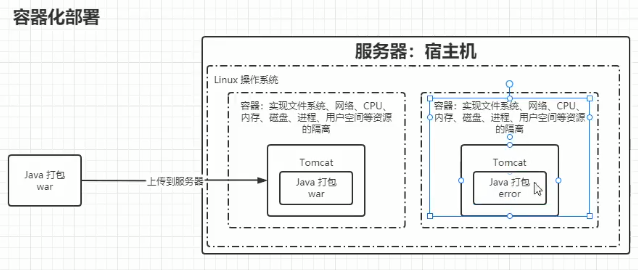 容器化部署
服务器：宿主机
Linux 操作系统
容器：实现文件系统、网络、CPU、
内存、磁盘、进程、用户空间等资源
的隔离
Tomcat
Java 打包
war
容器：实现文件系统、网络、CPU、
内存、磁盘、进程、用户空间等资源
的隔离
Tomcat
Java 打包
error
Java 打包
war
上传到服务器